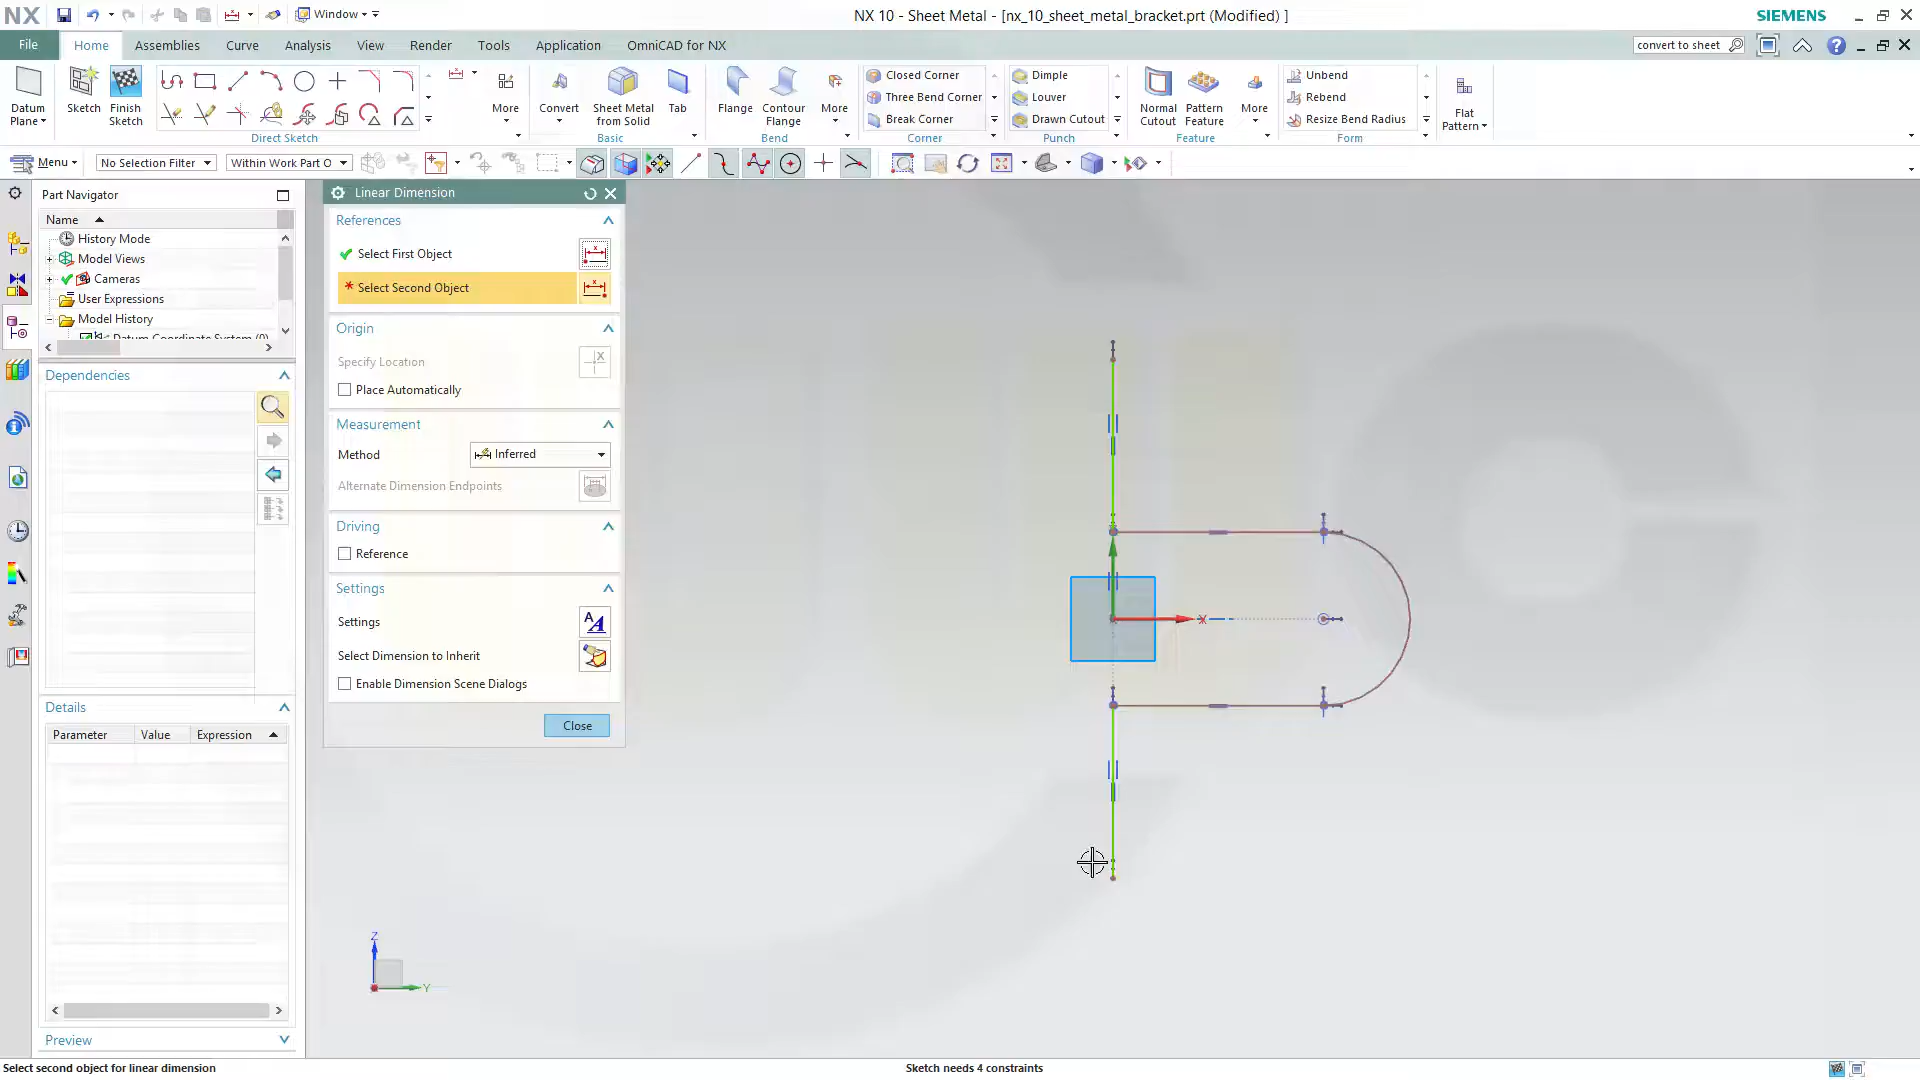 NX
Window
NX 10 - Sheet Metal - [nx_10_sheet_metal_bracket.prt (Modified) ]
SIEMENS
File
Home
Assemblies
Curve
Analysis
View
Render
Tools
Application
OmniCAD for NX
convert to sheet
Datum
Plane
Sketch
Finish
Sketch
More
Direct Sketch
Convert
Sheet Metal
from Solid
Tab
Basic
Flange
Contour
Flange
More
Bend
Closed Corner
Three Bend Corner
Break Corner
Corner
Dimple
Louver
Drawn Cutout
Punch
Normal
Cutout
Pattern
Feature
More
Feature
Unbend
Rebend
Resize Bend Radius
Form
Flat
Pattern
Menu
No Selection Filter
Within Work Part O
Part Navigator
Name
History Mode
Model Views
Cameras
User Expressions
Model History
Datum Coordinate System (0)
Dependencies
Details
Parameter
Value
Expression
Preview
Linear Dimension
References
Select First Object
* Select Second Object
Origin
Specify Location
Place Automatically
Measurement
Method
Inferred
Alternate Dimension Endpoints
Driving
Reference
Settings
Settings
Select Dimension to Inherit
Enable Dimension Scene Dialogs
Close
X
Z
Y
Select second object for linear dimension
Sketch needs 4 constraints